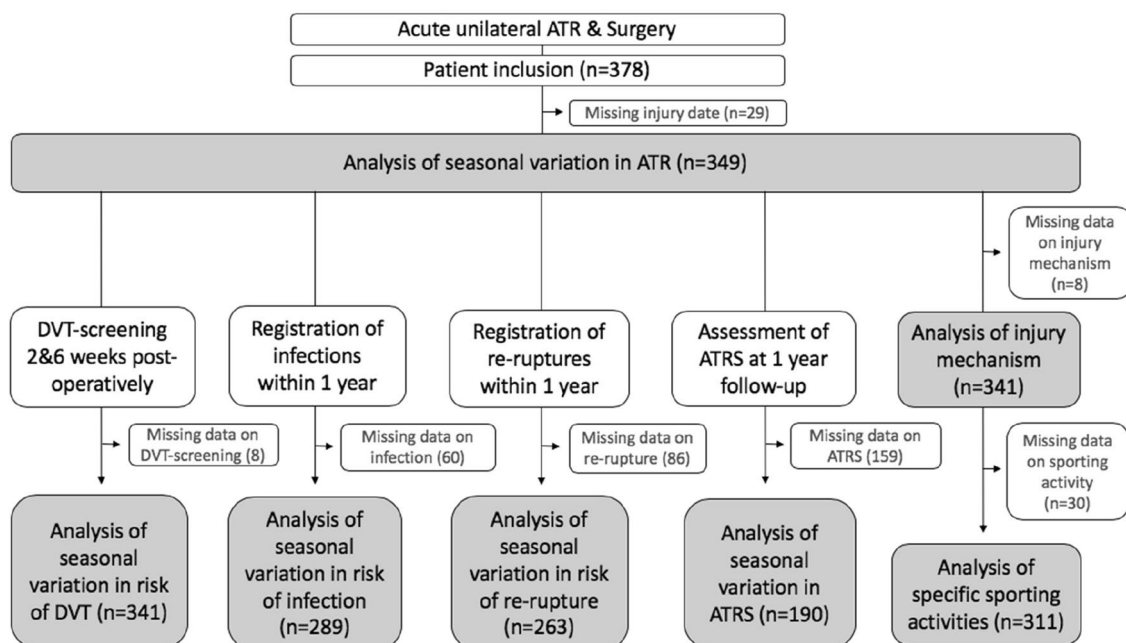 Acute unilateral ATR & Surgery
Patient inclusion (n=378)
Missing injury date (n=29)
Analysis of seasonal variation in ATR (n=349)
DVT-screening
2&6 weeks post-
operatively
Missing data on
DVT-screening (8)
Analysis of
seasonal
variation in risk
of DVT (n=341)
Registration of
infections
within 1 year
Missing data on
infection (60)
Analysis of
seasonal
variation in risk
of infection
(n=289)
Registration of
re-ruptures
within 1 year
Missing data on
re-rupture (86)
Analysis of
seasonal
variation in risk
of re-rupture
(n=263)
Assessment of
ATRS at 1 year
follow-up
Missing data on
ATRS (159)
Analysis of
seasonal
variation in
ATRS (n=190)
Missing data
on injury
mechanism
(n=8)
Analysis of injury
mechanism
(n=341)
Missing data
on sporting
activity
(n=30)
Analysis of
specific sporting
activities (n=311)